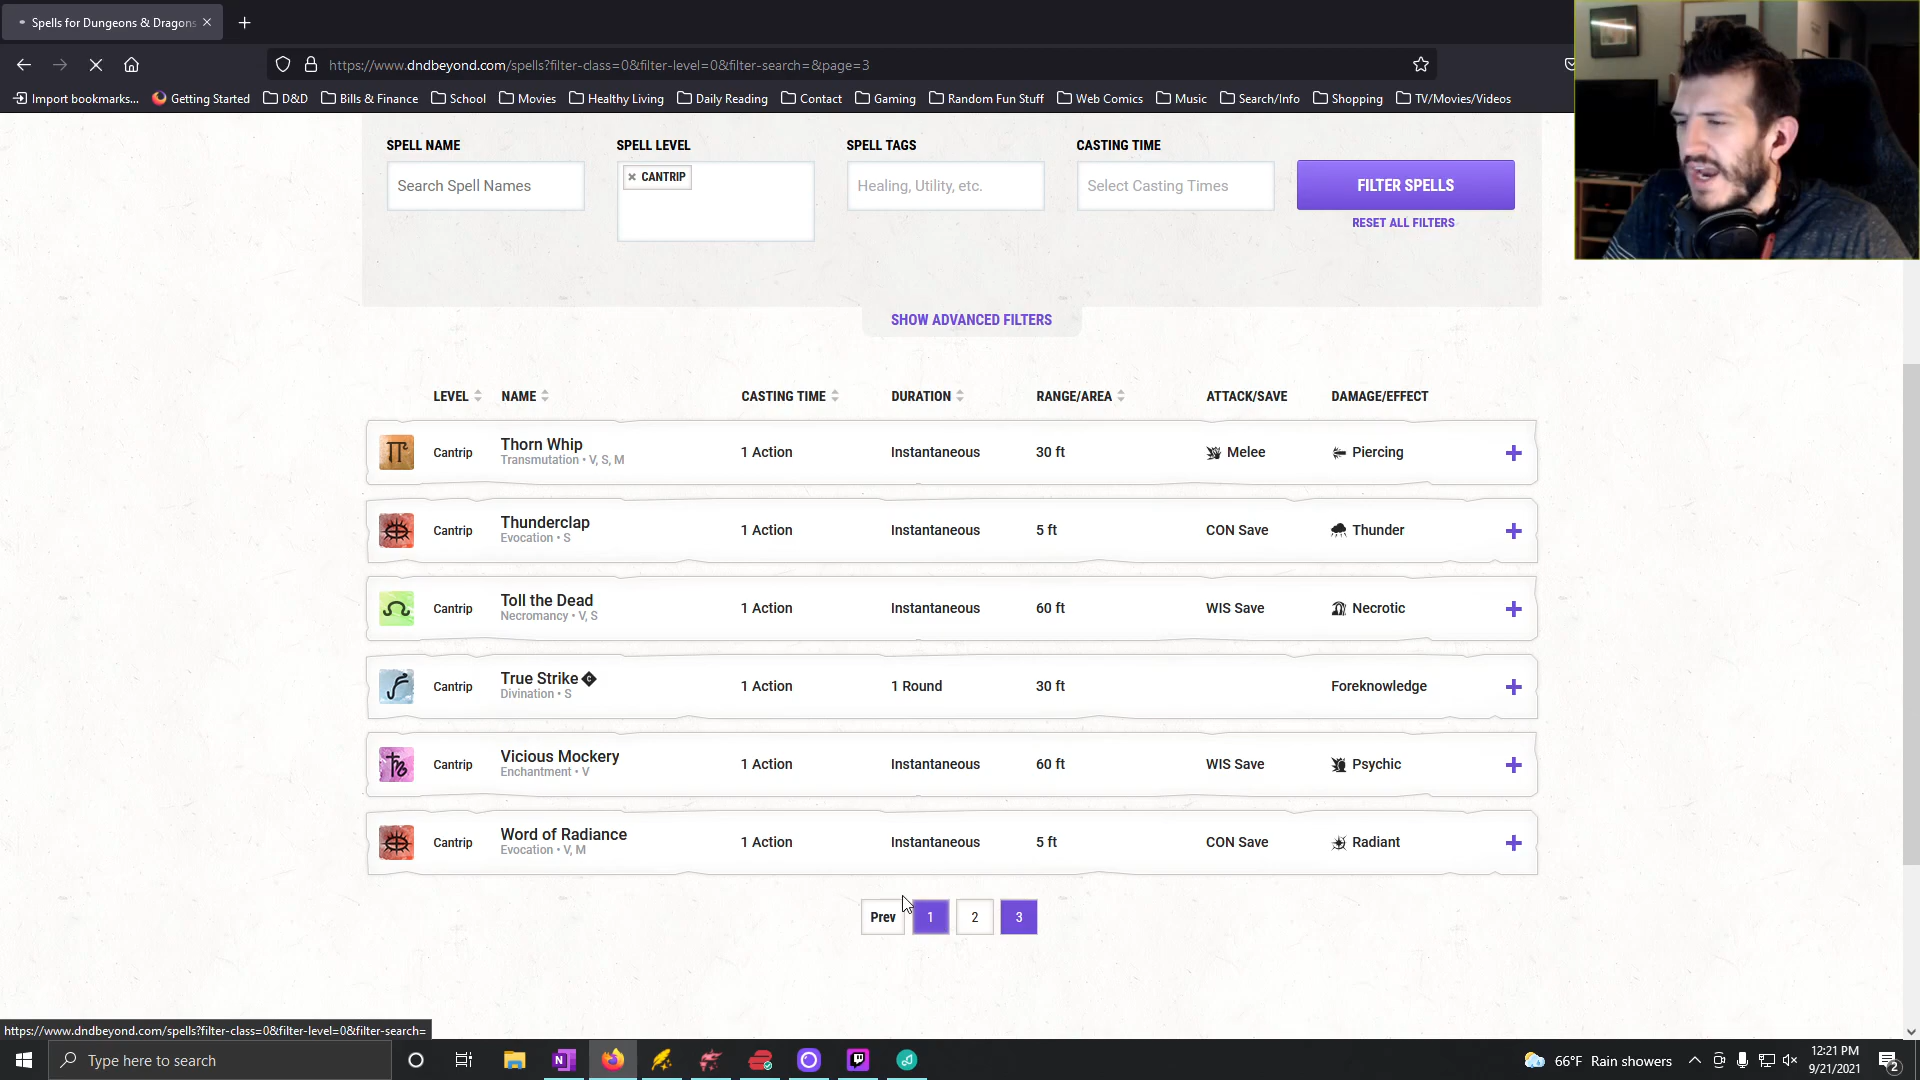 Spells for Dungeons & Dragons
https://www.dndbeyond.com/spells?filter-class=0&filter-level=0&filter-search=&page=3
Import bookmarks...
Getting Started
D&D
Bills & Finance
School
Movies
Healthy Living
Daily Reading
Contact
Gaming
Random Fun Stuff
Web Comics
Music
Search/Info
Shopping
TV/Movies/Videos
SPELL NAME
SPELL LEVEL
SPELL TAGS
CASTING TIME
Search Spell Names
× CANTRIP
Healing, Utility, etc.
Select Casting Times
FILTER SPELLS
RESET ALL FILTERS
SHOW ADVANCED FILTERS
LEVEL NAME CASTING TIME DURATION RANGE/AREA ATTACK/SAVE DAMAGE/EFFECT
Cantrip Thorn Whip 1 Action Instantaneous 30 ft Melee Piercing
Transmutation • V, S, M
Cantrip Thunderclap 1 Action Instantaneous 5 ft CON Save Thunder
Evocation • S
Cantrip Toll the Dead 1 Action Instantaneous 60 ft WIS Save Necrotic
Necromancy • V, S
Cantrip True Strike C 1 Action 1 Round 30 ft Foreknowledge
Divination • S
Cantrip Vicious Mockery 1 Action Instantaneous 60 ft WIS Save Psychic
Enchantment • V
Cantrip Word of Radiance 1 Action Instantaneous 5 ft CON Save Radiant
Evocation • V, M
Prev 1 2 3
https://www.dndbeyond.com/spells?filter-class=0&filter-level=0&filter-search=
Type here to search
N
66°F Rain showers
12:21 PM
9/21/2021
2